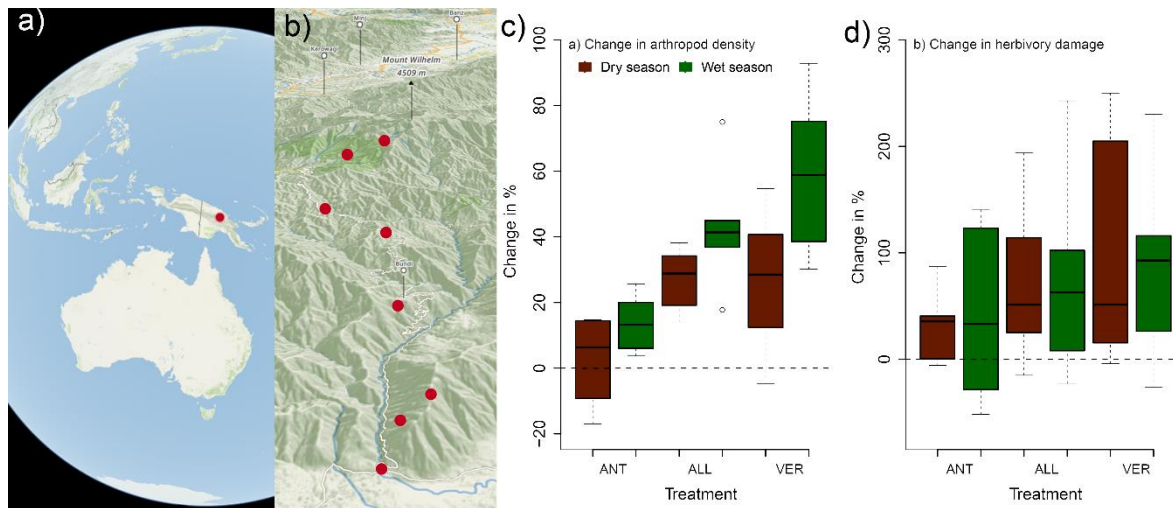 a)
b)
Minj
Banz
Kerowagi
Mount Wilhelm
4509 m
Bundi
c)
a) Change in arthropod density
Dry season
Wet season
Change in %
100
80
60
40
20
0
−20
ANT
ALL
VER
Treatment
d)
b) Change in herbivory damage
Change in %
300
200
100
0
ANT
ALL
VER
Treatment